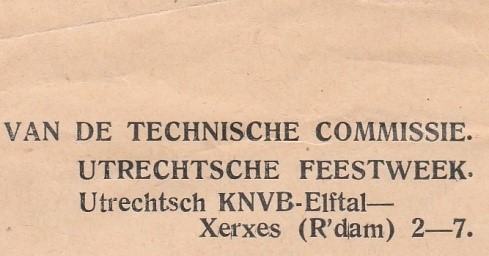 VAN DE TECHNISCHE COMMISSIE.
UTRECHTSCHE FEESTWEEK.
Utrechtsch KNVB-Elftal—
Xerxes (R'dam) 2—7.